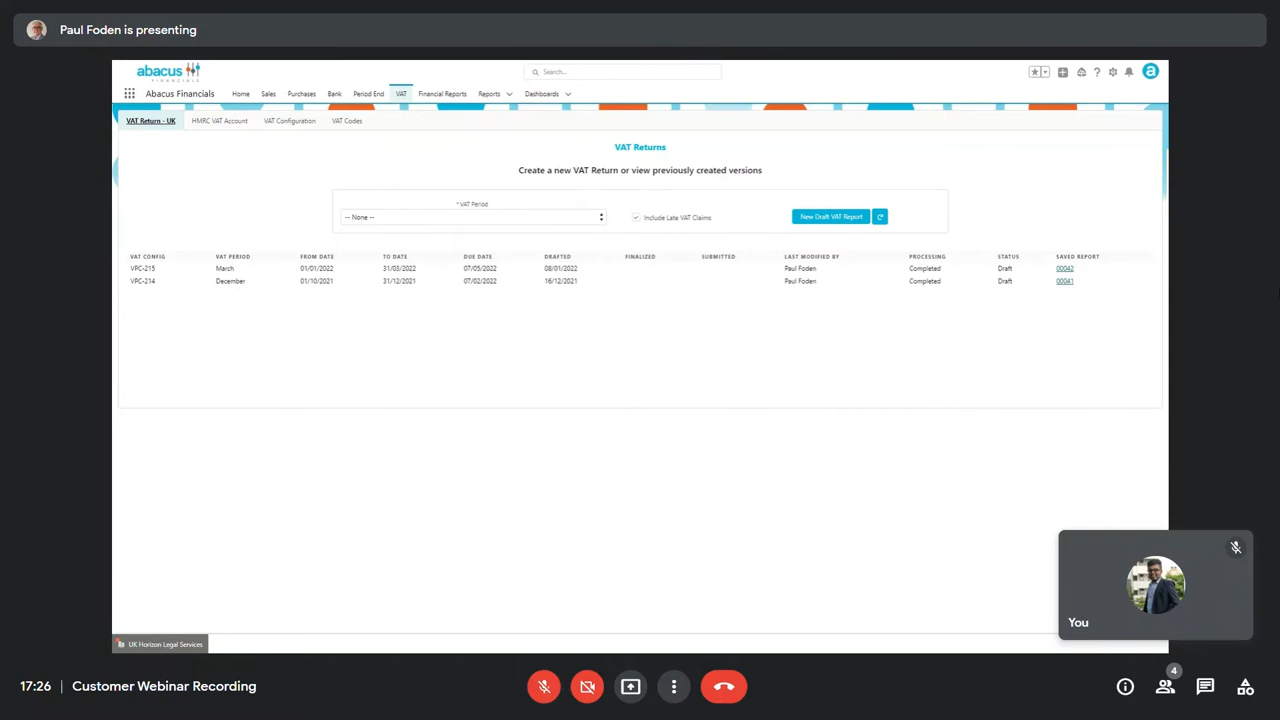 Paul Foden is presenting
abacus
FINANCIALS
Search...
Abacus Financials Home Sales Purchases Bank Period End VAT Financial Reports Reports Dashboards
VAT Return - UK HMRC VAT Account VAT Configuration VAT Codes
VAT Returns
Create a new VAT Return or view previously created versions
*VAT Period
-- None -- Include Late VAT Claims New Draft VAT Report
VAT CONFIG VAT PERIOD FROM DATE TO DATE DUE DATE DRAFTED FINALIZED SUBMITTED LAST MODIFIED BY PROCESSING STATUS SAVED REPORT
VPC-215 March 01/01/2022 31/03/2022 07/05/2022 08/01/2022 Paul Foden Completed Draft 00042
VPC-214 December 01/10/2021 31/12/2021 07/02/2022 16/12/2021 Paul Foden Completed Draft 00041
You
UK Horizon Legal Services
17:26 | Customer Webinar Recording
4